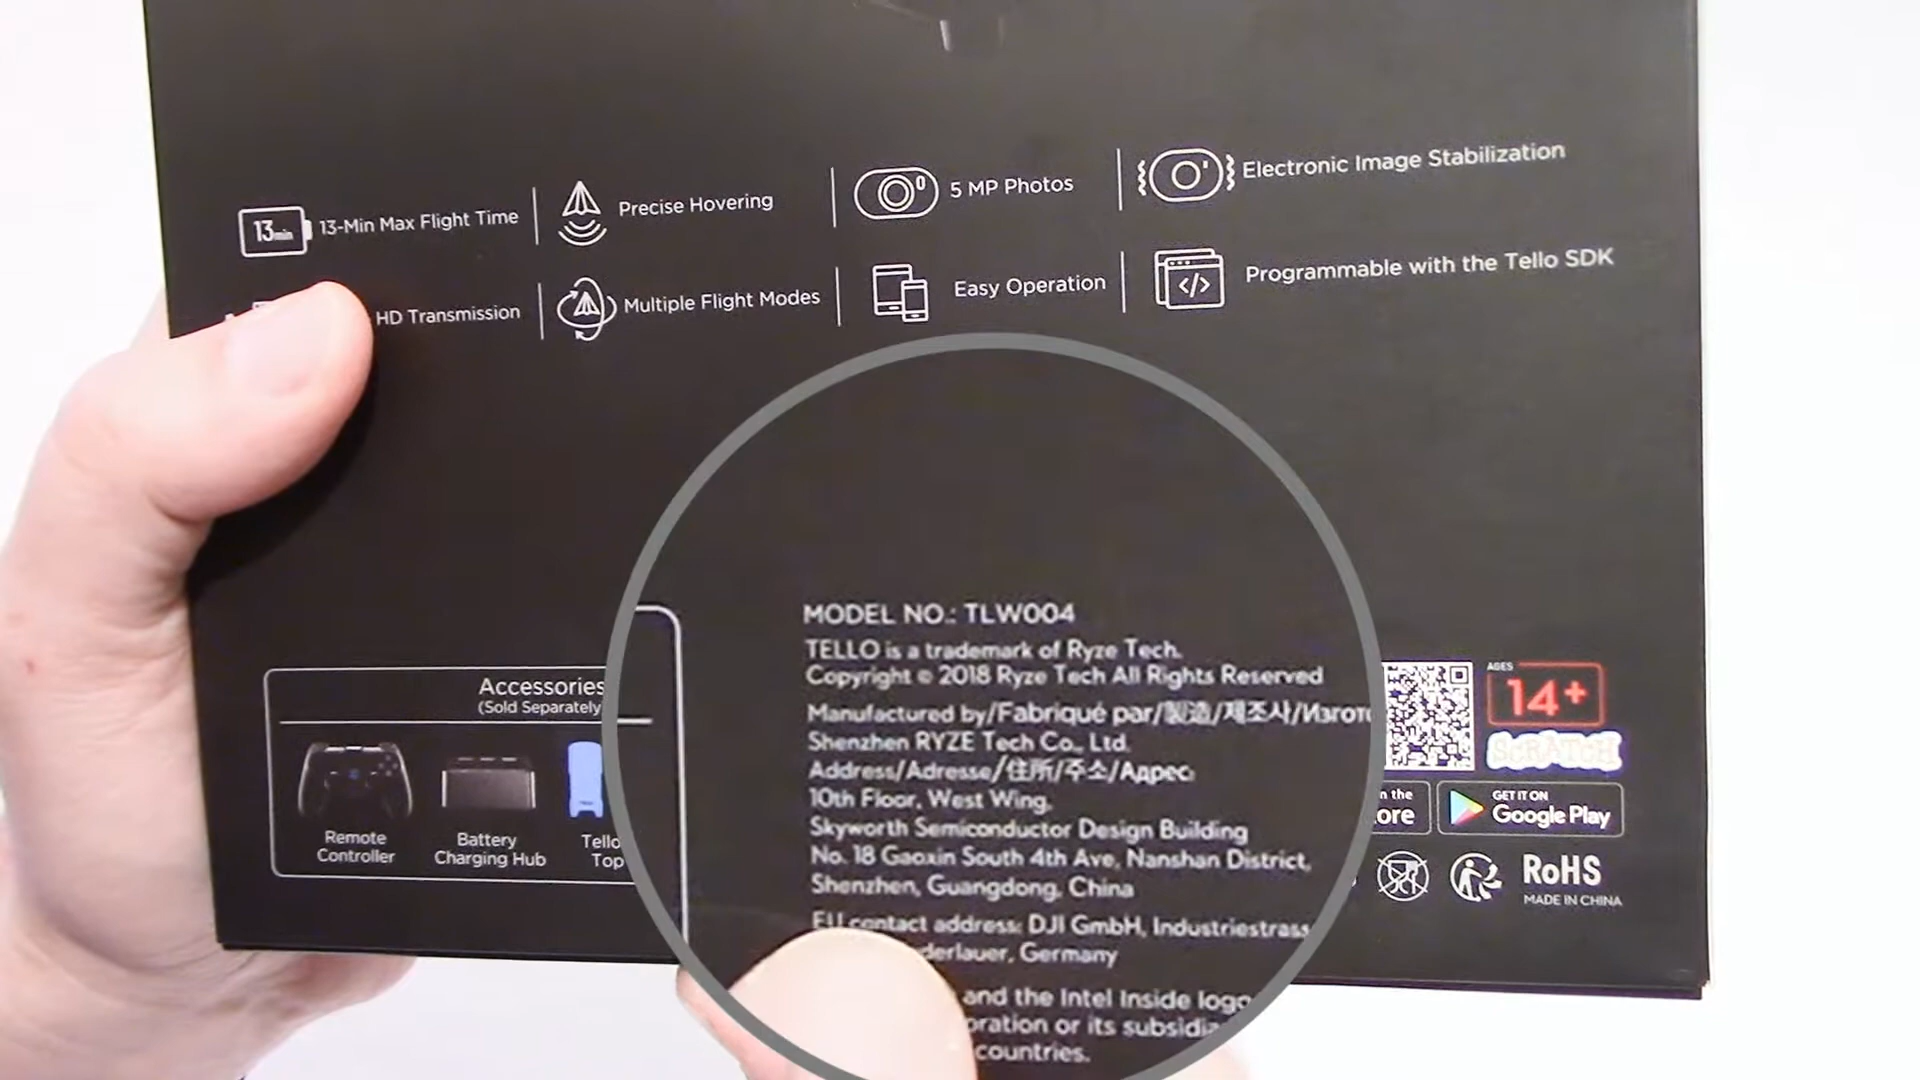 13min 13-Min Max Flight Time
Precise Hovering
5 MP Photos
Electronic Image Stabilization
HD Transmission
Multiple Flight Modes
Easy Operation
Programmable with the Tello SDK
Accessories
(Sold Separately
Remote
Controller
Battery
Charging Hub
Tello
Top
MODEL NO.: TLW004
TELLO is a trademark of Ryze Tech.
Copyright © 2018 Ryze Tech All Rights Reserved
Manufactured by/Fabriqué par/製造/제조사/Изгот
Shenzhen RYZE Tech Co., Ltd.
Address/Adresse/住所/주소/Адрес:
10th Floor, West Wing,
Skyworth Semiconductor Design Building
No. 18 Gaoxin South 4th Ave, Nanshan District,
Shenzhen, Guangdong, China
EU contact address: DJI GmbH, Industriestrass
derlauer, Germany
and the Intel Inside logo
oration or its subsidia
countries.
AGES
14+
SCRATCH
n the
ore
GET IT ON
Google Play
RoHS
MADE IN CHINA